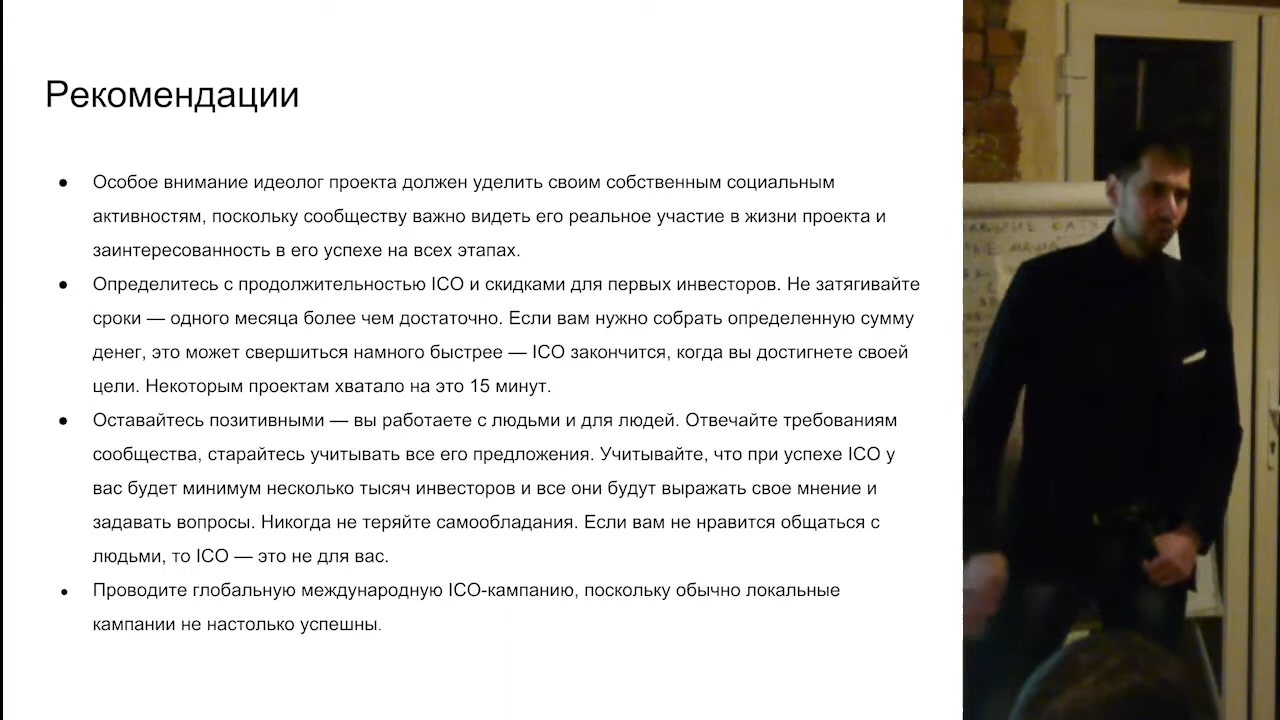 Рекомендации
● Особое внимание идеолог проекта должен уделить своим собственным социальным
активностям, поскольку сообществу важно видеть его реальное участие в жизни проекта и
заинтересованность в его успехе на всех этапах.
● Определитесь с продолжительностью ICO и скидками для первых инвесторов. Не затягивайте
сроки — одного месяца более чем достаточно. Если вам нужно собрать определенную сумму
денег, это может свершиться намного быстрее — ICO закончится, когда вы достигнете своей
цели. Некоторым проектам хватало на это 15 минут.
● Оставайтесь позитивными — вы работаете с людьми и для людей. Отвечайте требованиям
сообщества, старайтесь учитывать все его предложения. Учитывайте, что при успехе ICO у
вас будет минимум несколько тысяч инвесторов и все они будут выражать свое мнение и
задавать вопросы. Никогда не теряйте самообладания. Если вам не нравится общаться с
людьми, то ICO — это не для вас.
● Проводите глобальную международную ICO-кампанию, поскольку обычно локальные
кампании не настолько успешны.